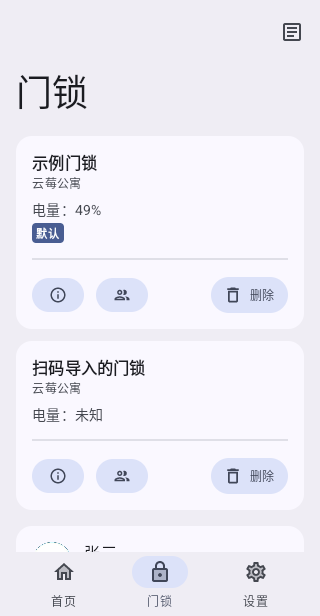 门锁
示例门锁
云莓公寓
电量：49%
默认
删除
扫码导入的门锁
云莓公寓
电量：未知
删除
首页
门锁
设置